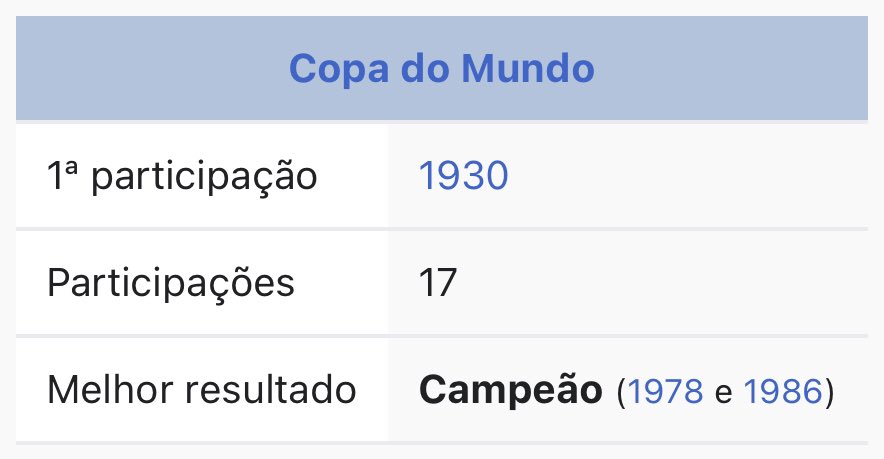 Copa do Mundo
1ª participação 1930
Participações 17
Melhor resultado Campeão (1978 e 1986)